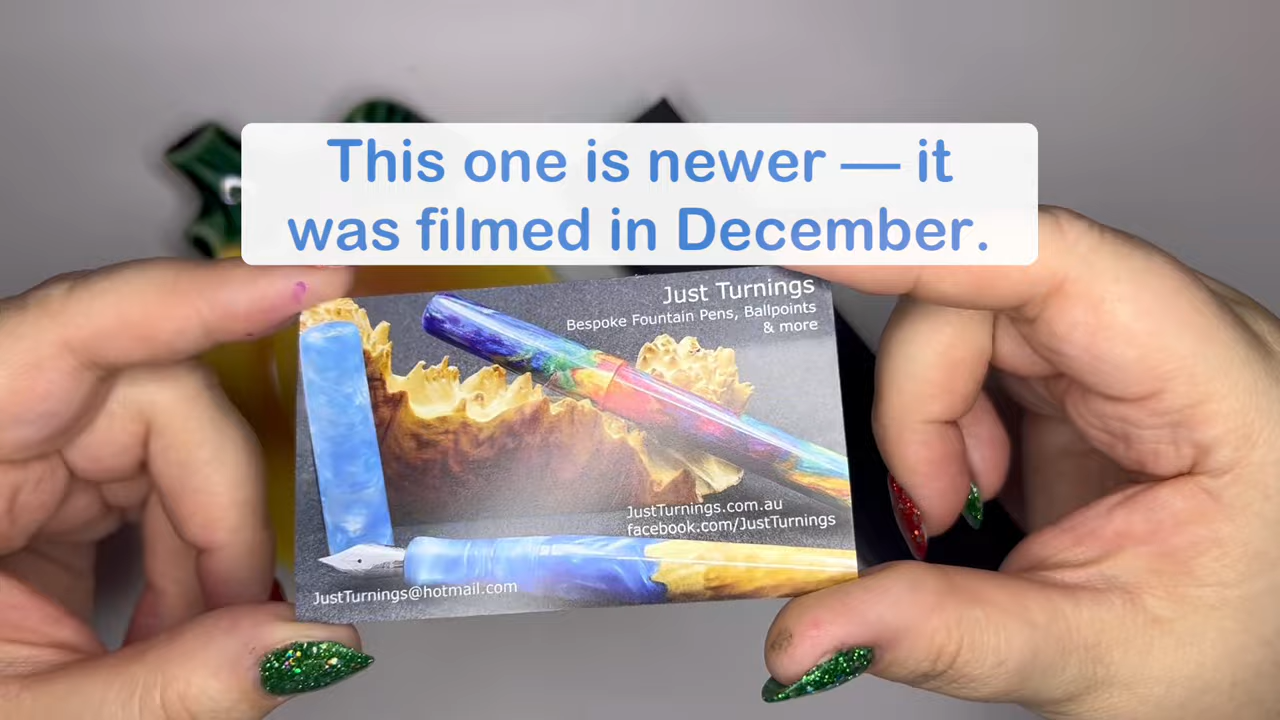 This one is newer — it
was filmed in December.
Just Turnings
Bespoke Fountain Pens, Ballpoints
& more
JustTurnings.com.au
facebook.com/JustTurnings
JustTurnings@hotmail.com